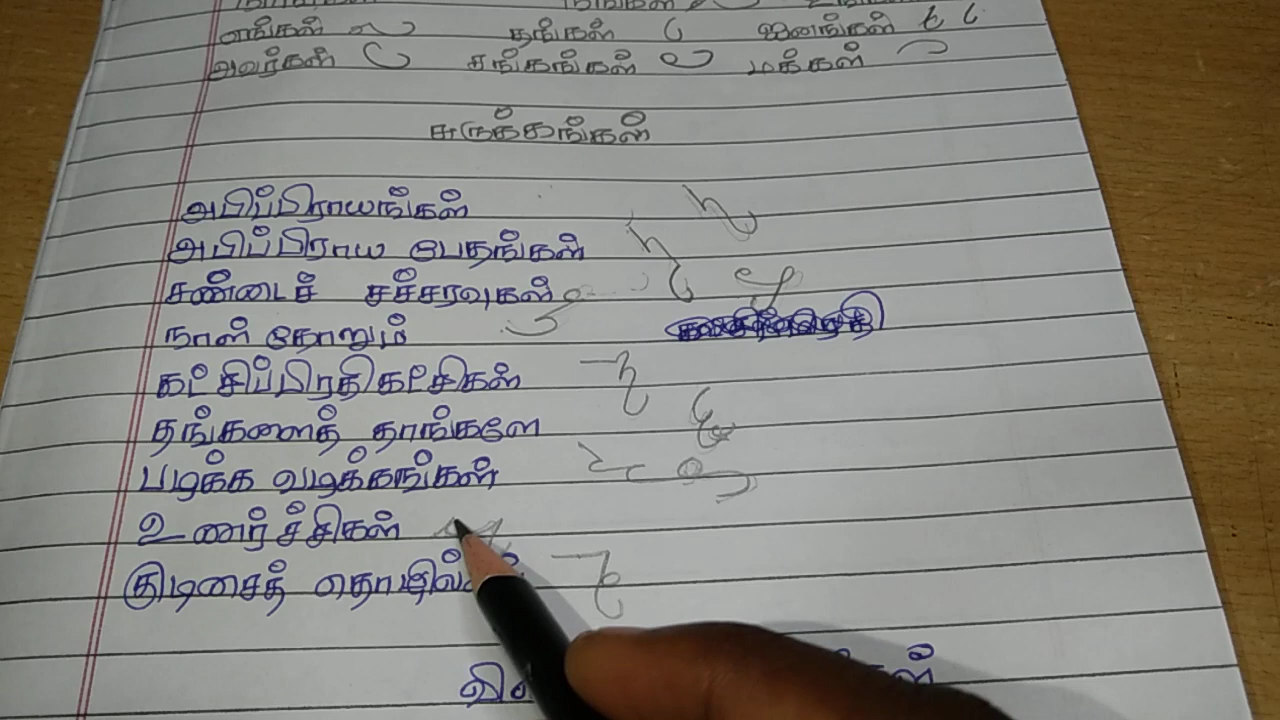 எங்கள் தங்கள் ஜனங்கள்
அவர்கள் சங்கங்கள் மக்கள்
சுருக்கங்கள்
அபிப்பிராயங்கள்
அபிப்பிராய பேதங்கள்
சண்டைச் சச்சரவுகள்
நாள் தோறும்
கட்சிப்பிரதிகட்சிகள்
தங்களைத் தாங்களே
பழக்க வழக்கங்கள்
உணர்ச்சிகள்
குடிசைத்